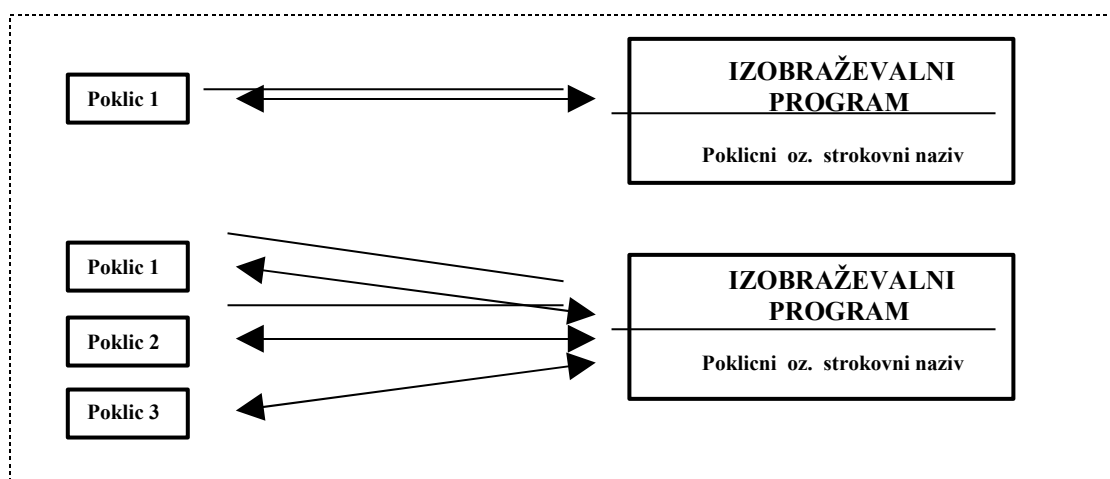 Poklic 1
IZOBRAŽEVALNI
PROGRAM
Poklicni oz. strokovni naziv
Poklic 1
Poklic 2
Poklic 3
IZOBRAŽEVALNI
PROGRAM
Poklicni oz. strokovni naziv